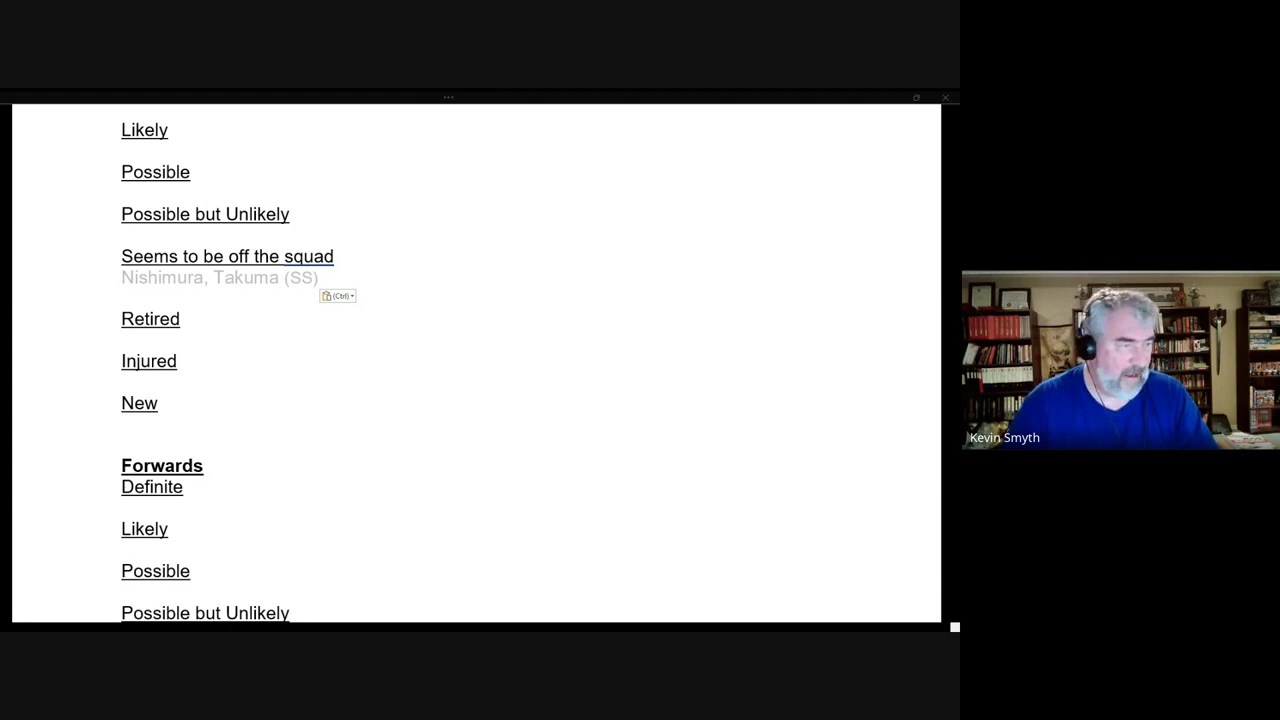 Likely
Possible
Possible but Unlikely
Seems to be off the squad
Nishimura, Takuma (SS)
(Ctrl)
Retired
Injured
New
Forwards
Definite
Likely
Possible
Possible but Unlikely
Kevin Smyth